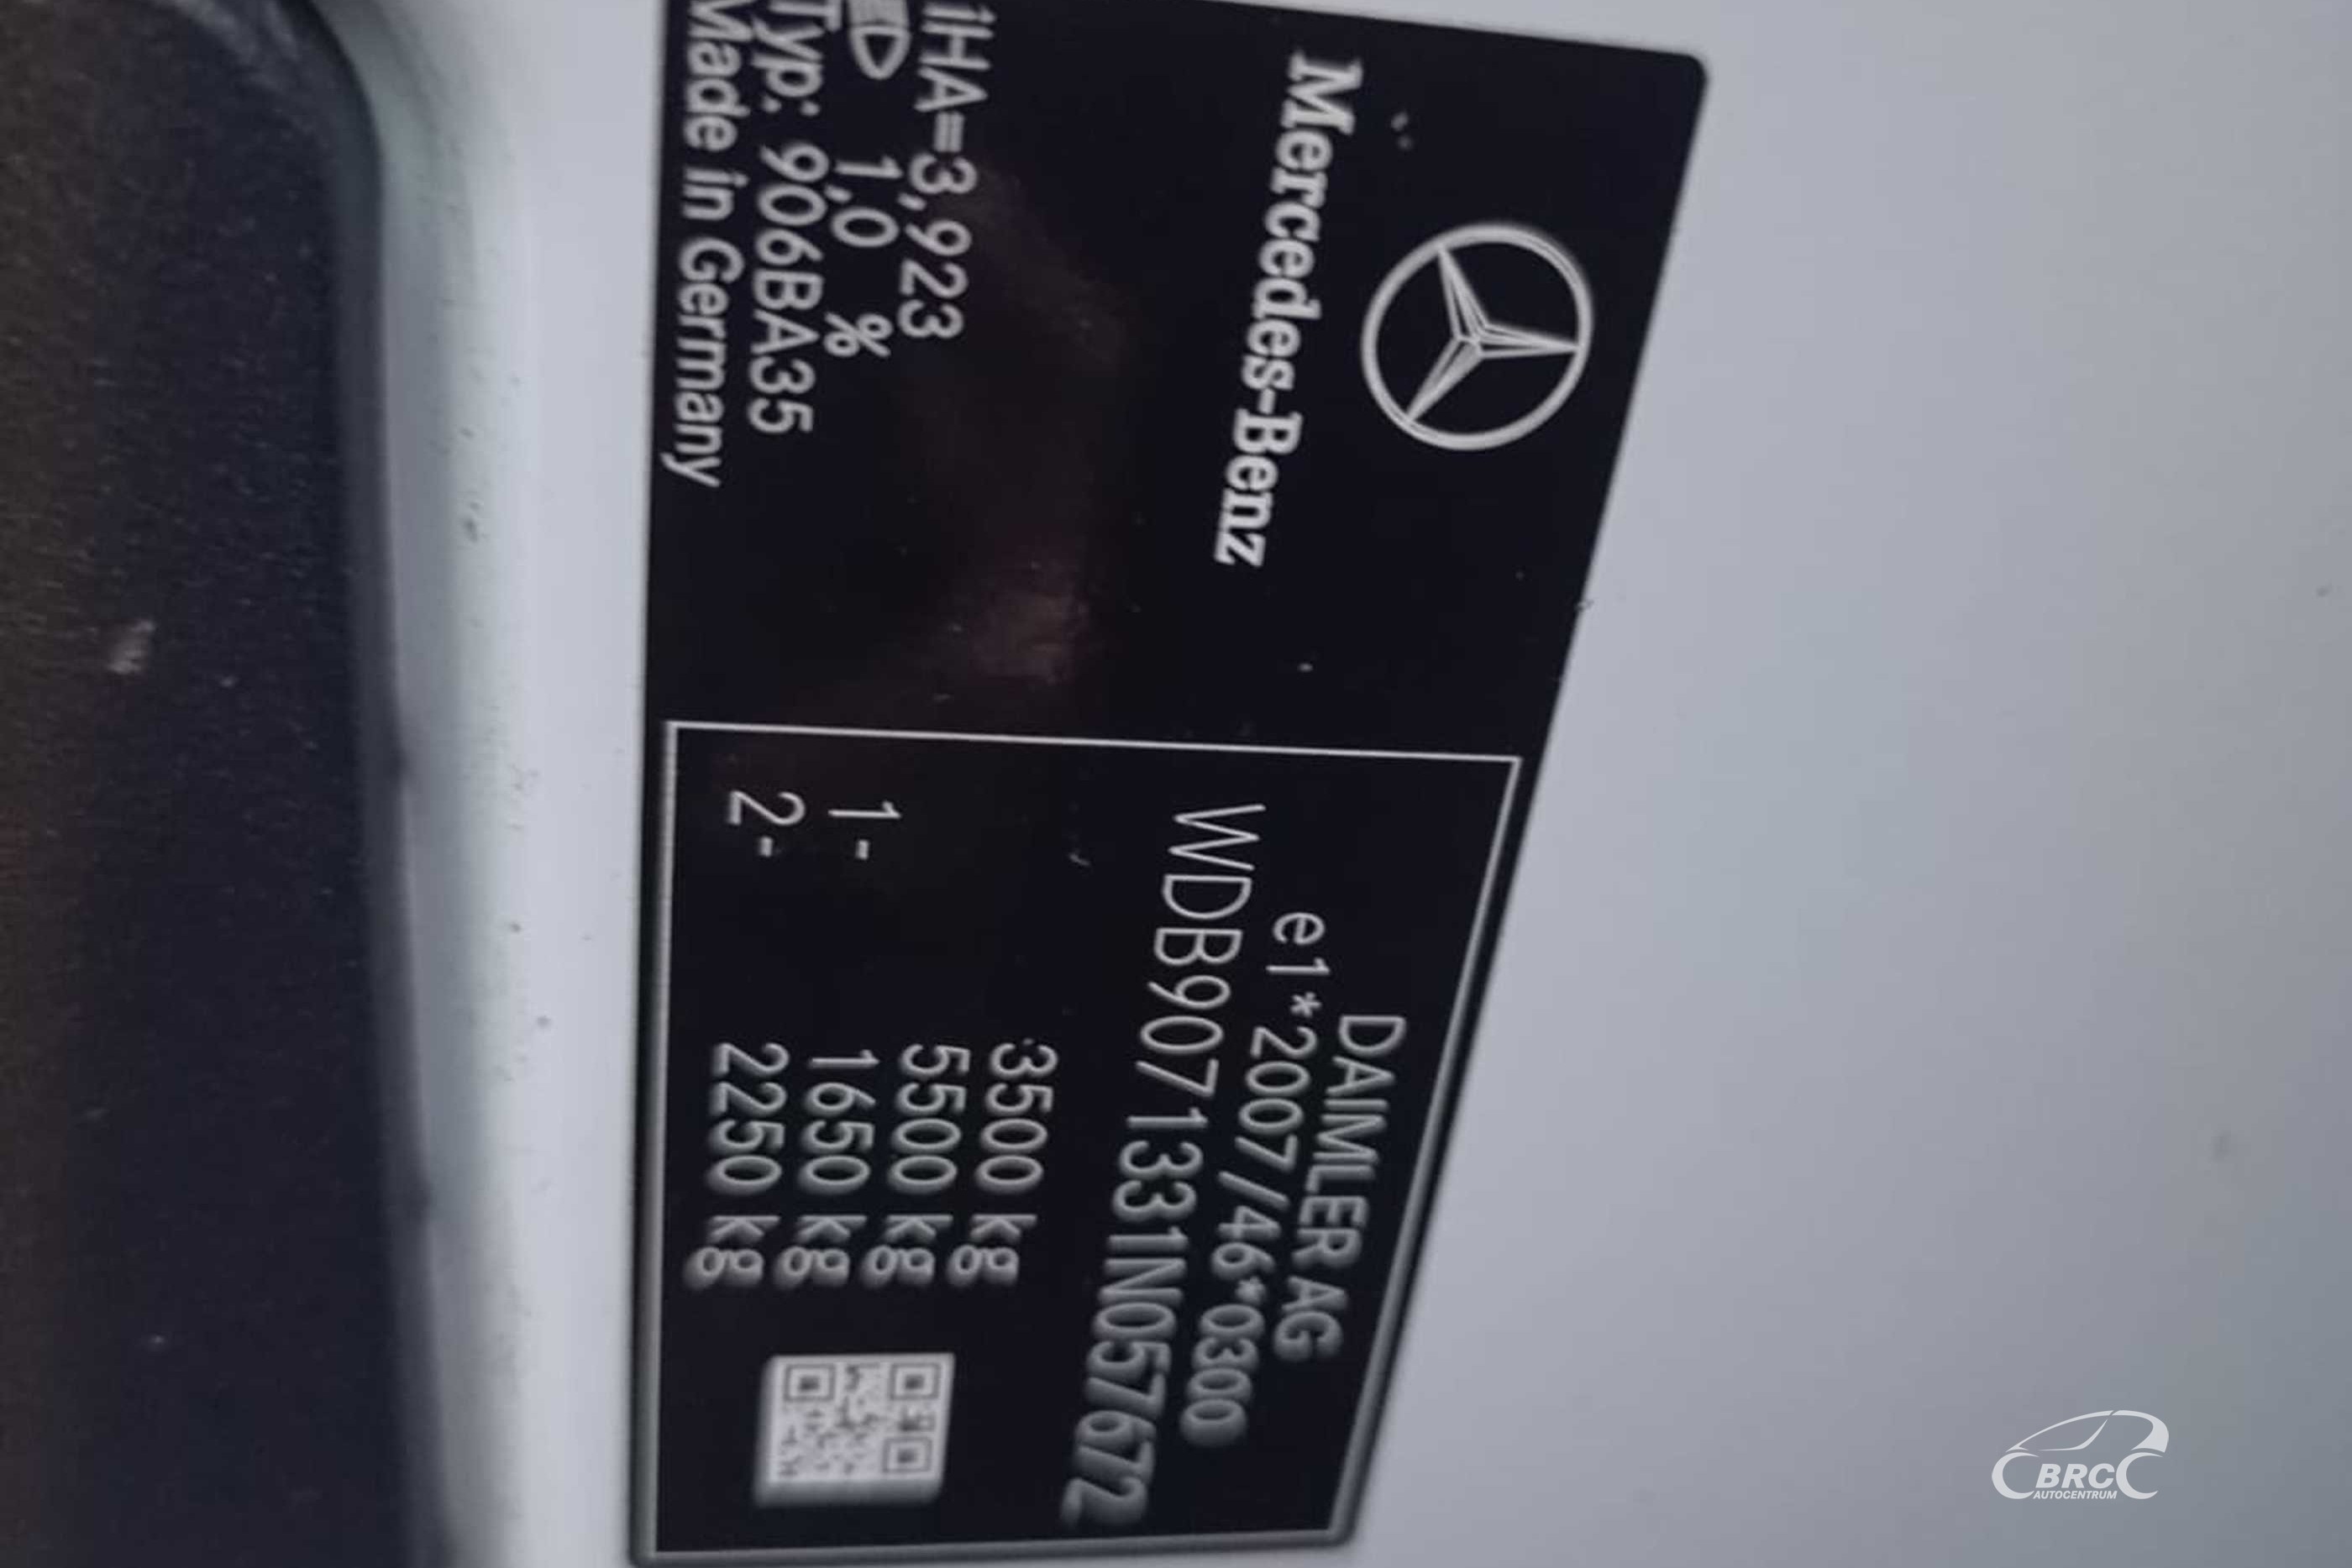 Mercedes-Benz
iHA=3,923
1,0 %
Typ: 906BA35
Made in Germany
DAIMLER AG
e1*2007/46*0300
WDB9071331N057672
3500 kg
5500 kg
1- 1650 kg
2- 2250 kg
BRC
AUTOCENTRUM